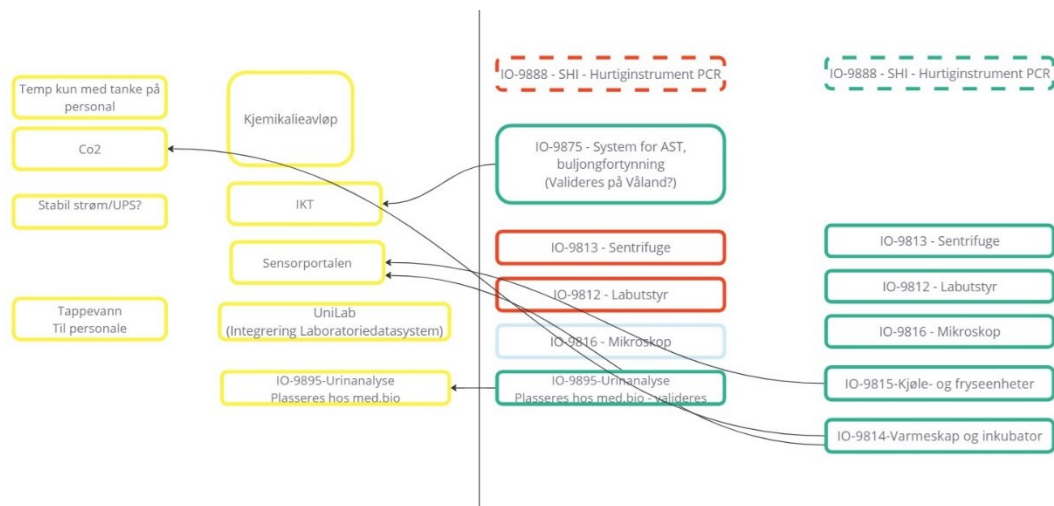 Temp kun med tanke på
personal
Co2
Stabil strøm/UPS?
Tappevann
Til personale
Kjemikalieavløp
IKT
Sensorportalen
UniLab
(Integrering Laboratoriedatasystem)
IO-9895-Urinanalyse
Plasseres hos med.bio
IO-9888 - SHI - Hurtiginstrument PCR
IO-9875 - System for AST,
buljongfortynning
(Valideres på Våland?)
IO-9813 - Sentrifuge
IO-9812 - Labutstyr
IO-9816 - Mikroskop
IO-9895-Urinanalyse
Plasseres hos med.bio - valideres
IO-9888 - SHI - Hurtiginstrument PCR
IO-9813 - Sentrifuge
IO-9812 - Labutstyr
IO-9816 - Mikroskop
IO-9815-Kjøle- og fryseenheter
IO-9814-Varmeskap og inkubator